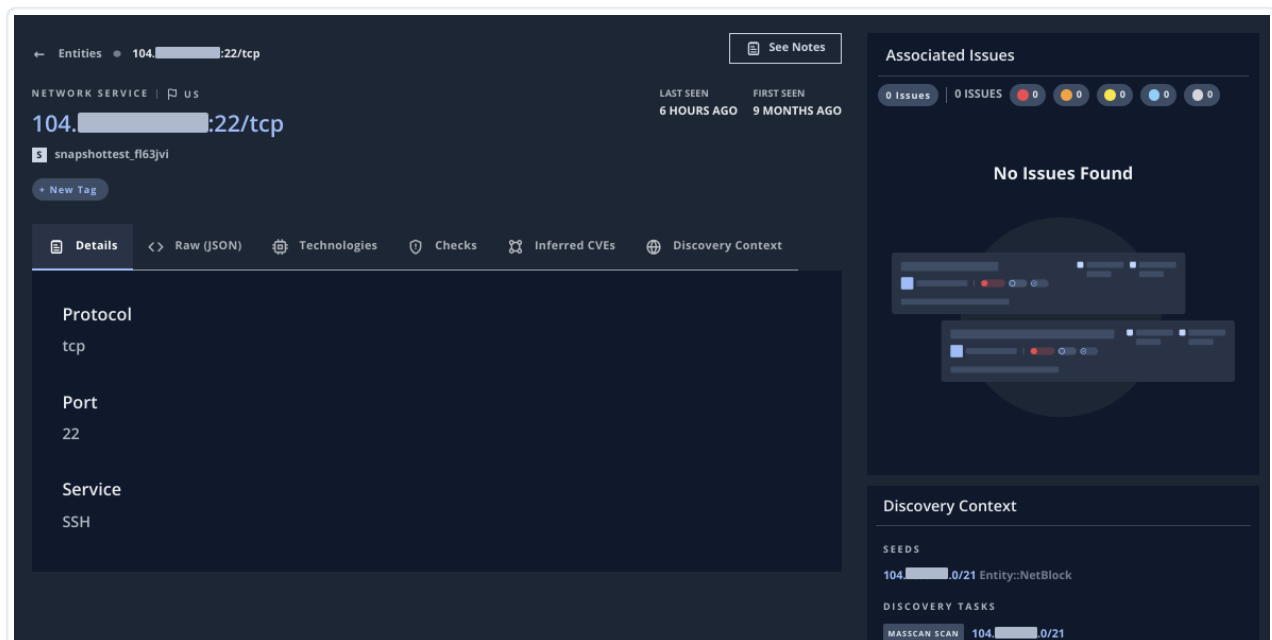 ← Entities 104. :22/tcp
See Notes
NETWORK SERVICE | US
LAST SEEN
FIRST SEEN
6 HOURS AGO
9 MONTHS AGO
104. :22/tcp
S snapshottest_fl63jvi
+ New Tag
Details
Raw (JSON)
Technologies
Checks
Inferred CVEs
Discovery Context
Protocol
tcp
Port
22
Service
SSH
Associated Issues
0 Issues | 0 ISSUES 0 0 0 0 0
No Issues Found
Discovery Context
SEEDS
104. .0/21 Entity::NetBlock
DISCOVERY TASKS
MASSCAN SCAN 104. .0/21